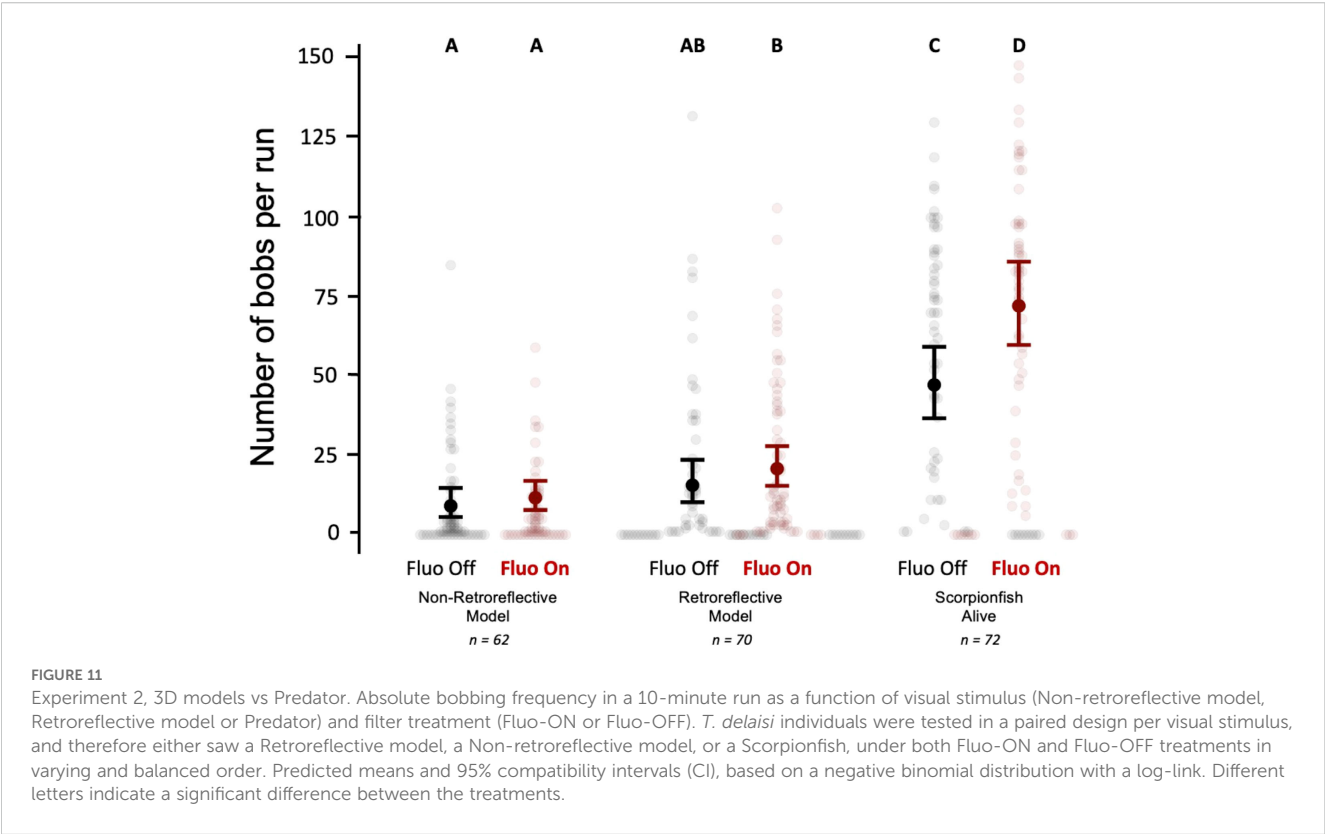 A A AB B C D
150
125
100
75
50
25
0
Number of bobs per run
Fluo Off Fluo On Fluo Off Fluo On Fluo Off Fluo On
Non-Retroreflective Retroreflective Scorpionfish
Model Model Alive
n = 62 n = 70 n = 72
FIGURE 11
Experiment 2, 3D models vs Predator. Absolute bobbing frequency in a 10-minute run as a function of visual stimulus (Non-retroreflective model,
Retroreflective model or Predator) and filter treatment (Fluo-ON or Fluo-OFF). T. delaisi individuals were tested in a paired design per visual stimulus,
and therefore either saw a Retroreflective model, a Non-retroreflective model, or a Scorpionfish, under both Fluo-ON and Fluo-OFF treatments in
varying and balanced order. Predicted means and 95% compatibility intervals (CI), based on a negative binomial distribution with a log-link. Different
letters indicate a significant difference between the treatments.